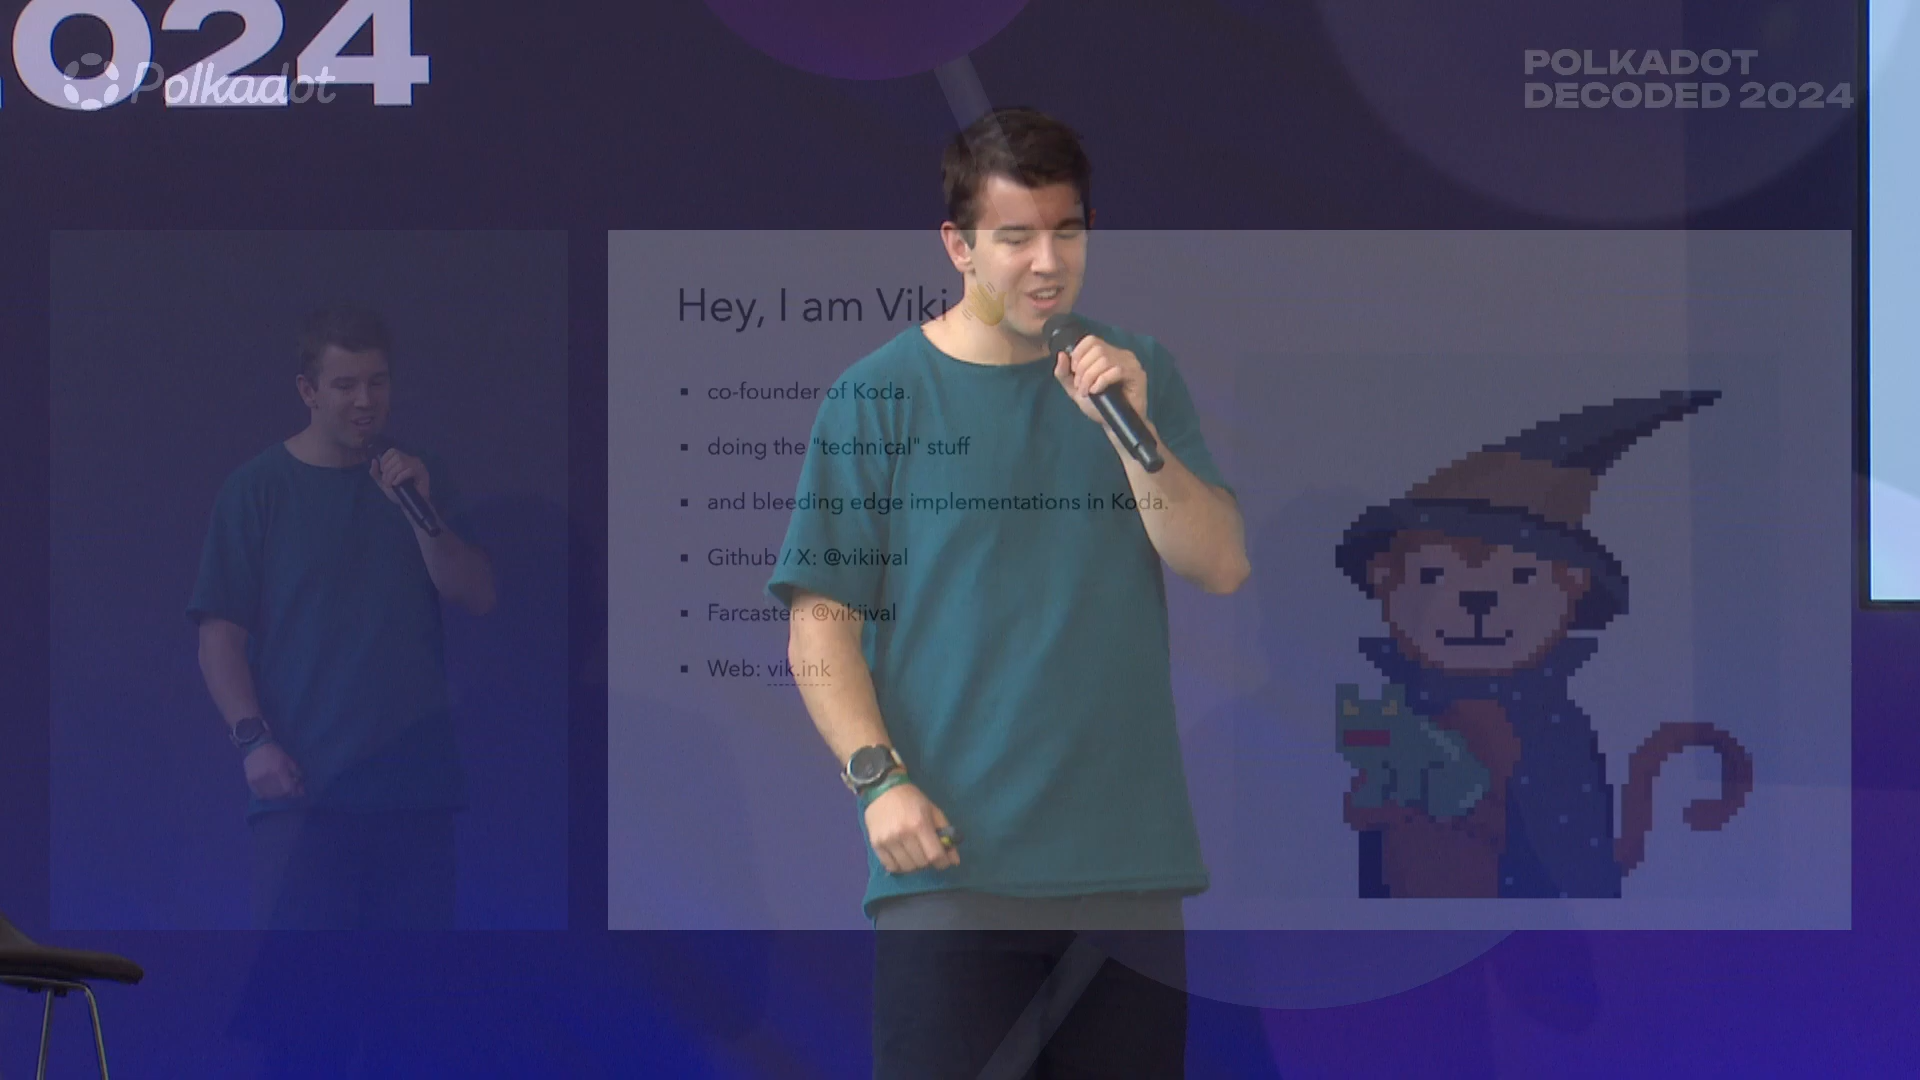 2024
Polkadot
POLKADOT
DECODED 2024
Hey, I am Viki
co-founder of Koda.
doing the "technical" stuff
and bleeding edge implementations in Koda.
Github / X: @vikiival
Farcaster: @vikiival
Web: vik.ink